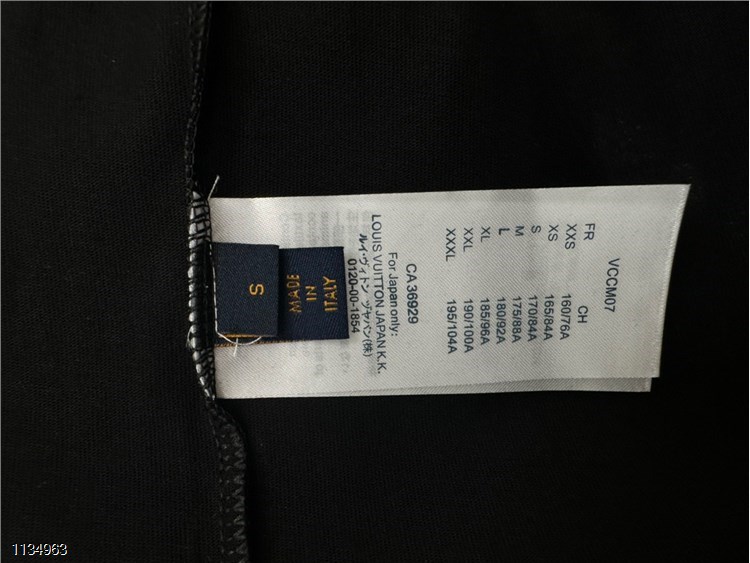 VCCM07
FR CH
XXS 160/76A
XS 165/84A
S 170/84A
M 175/88A
L 180/92A
XL 185/96A
XXL 190/100A
XXXL 195/104A
CA 36929
For Japan only:
LOUIS VUITTON JAPAN K.K.
ルイ・ヴィトン ヅャパン(株)
0120-00-1854
MADE
IN
ITALY
S
1134963